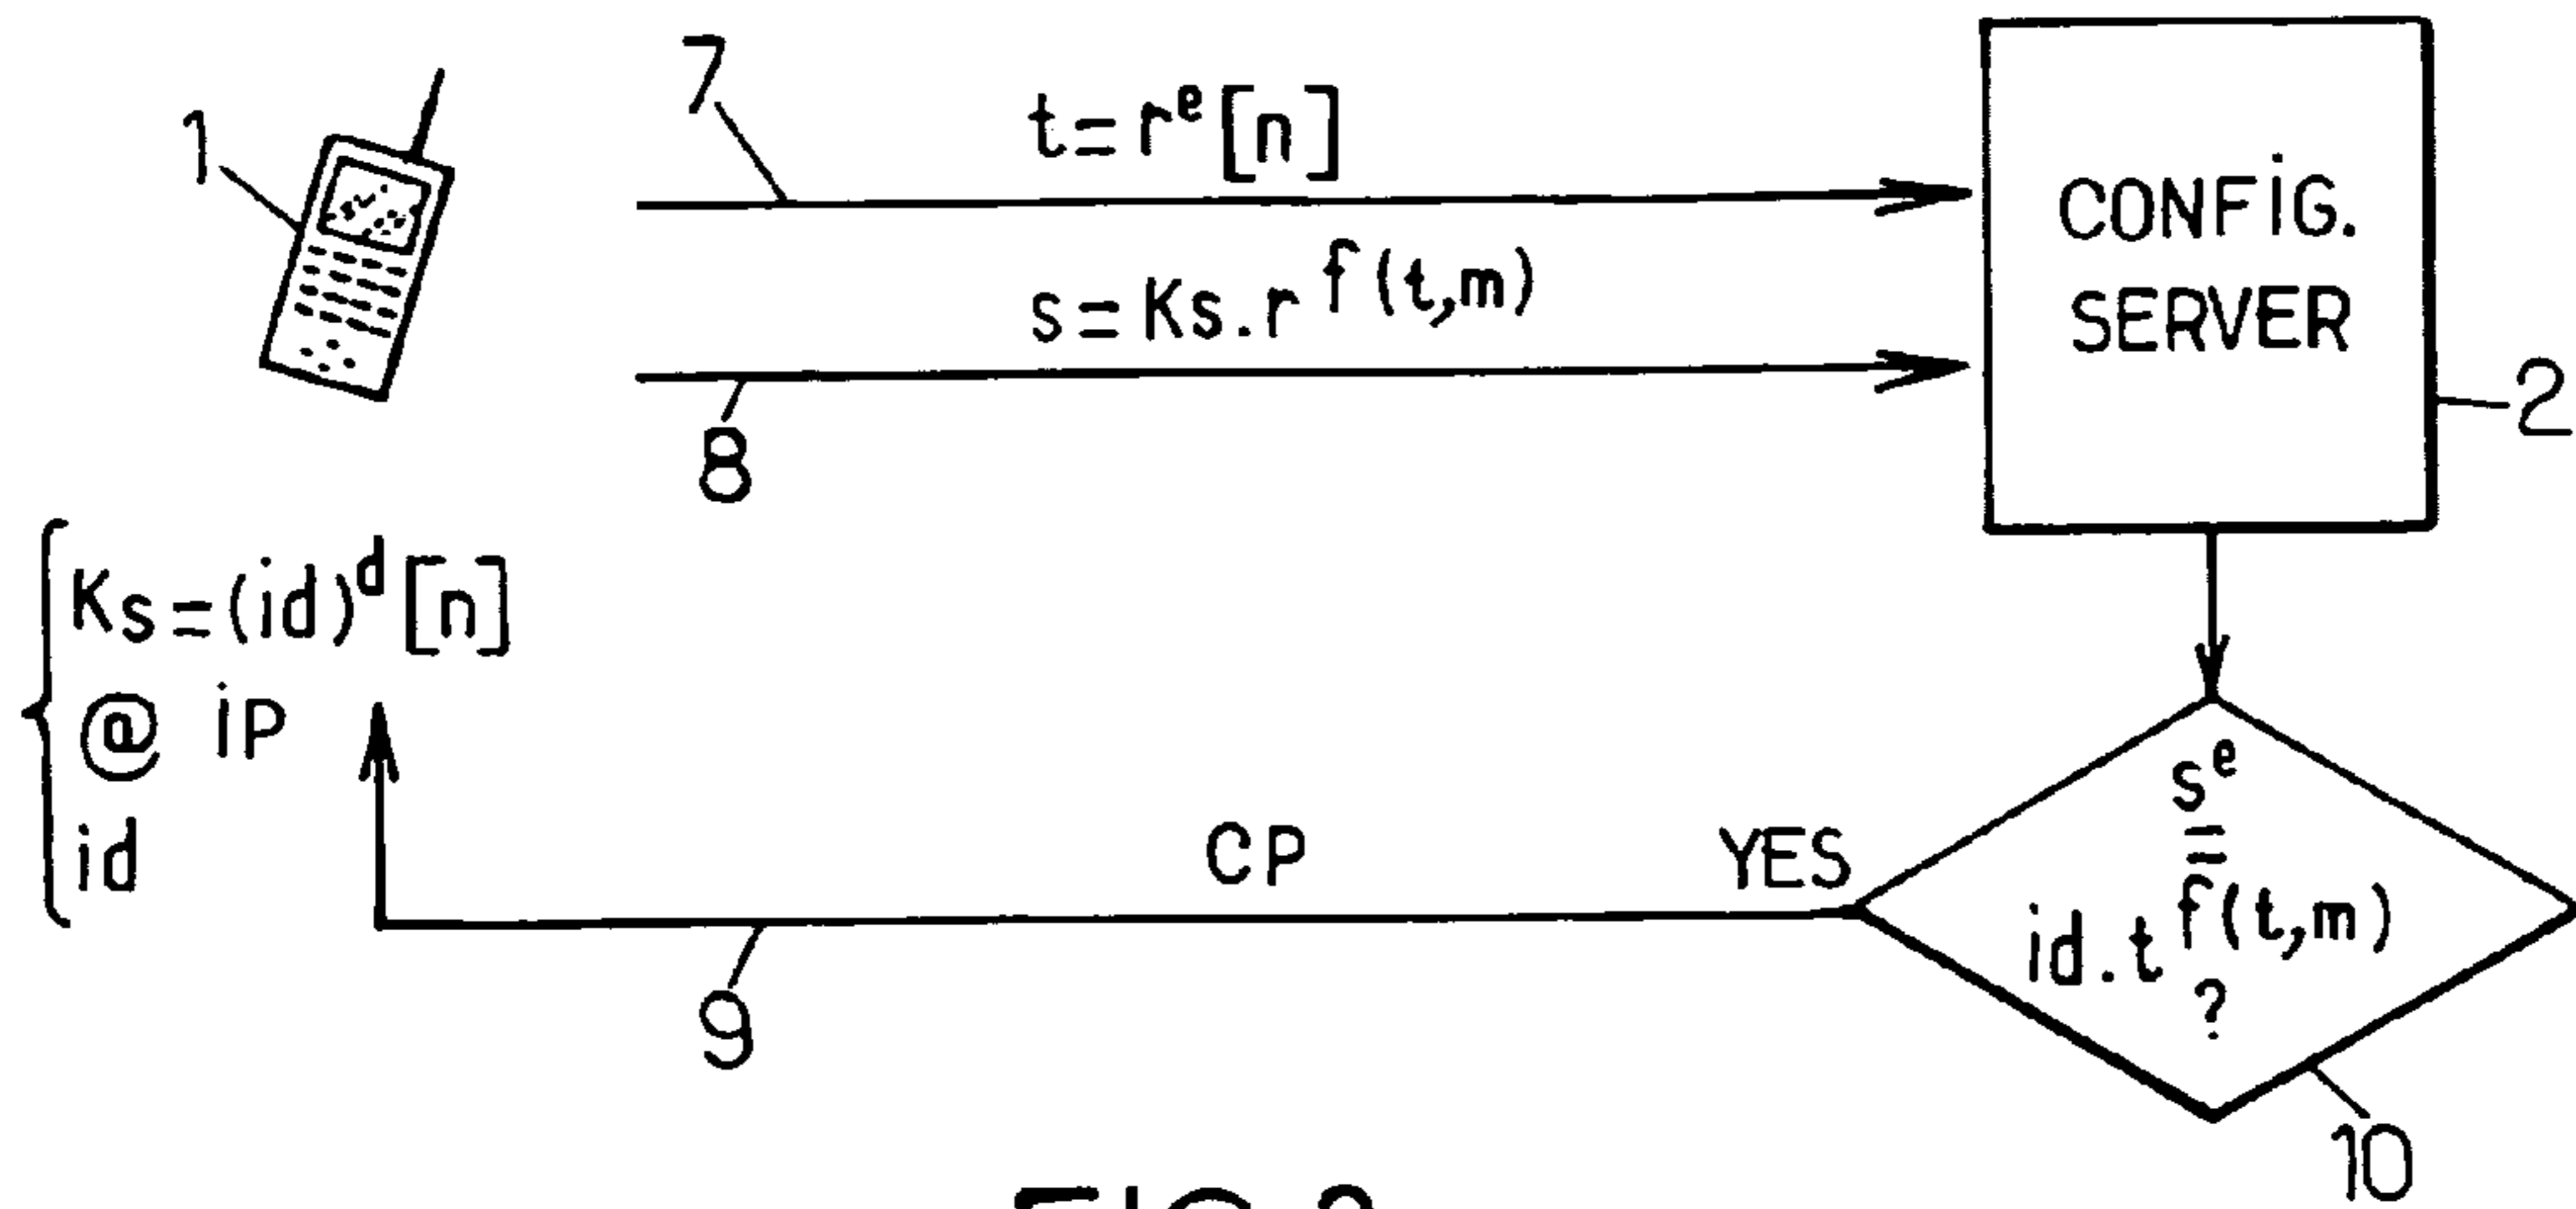 1
7
t=r^e[n]
s=Ks.r^f(t,m)
8
CONFIG.
SERVER
2
Ks=(id)^d[n]
@ iP
id
CP
YES
9
s^e
=
id.t^f(t,m)
?
10